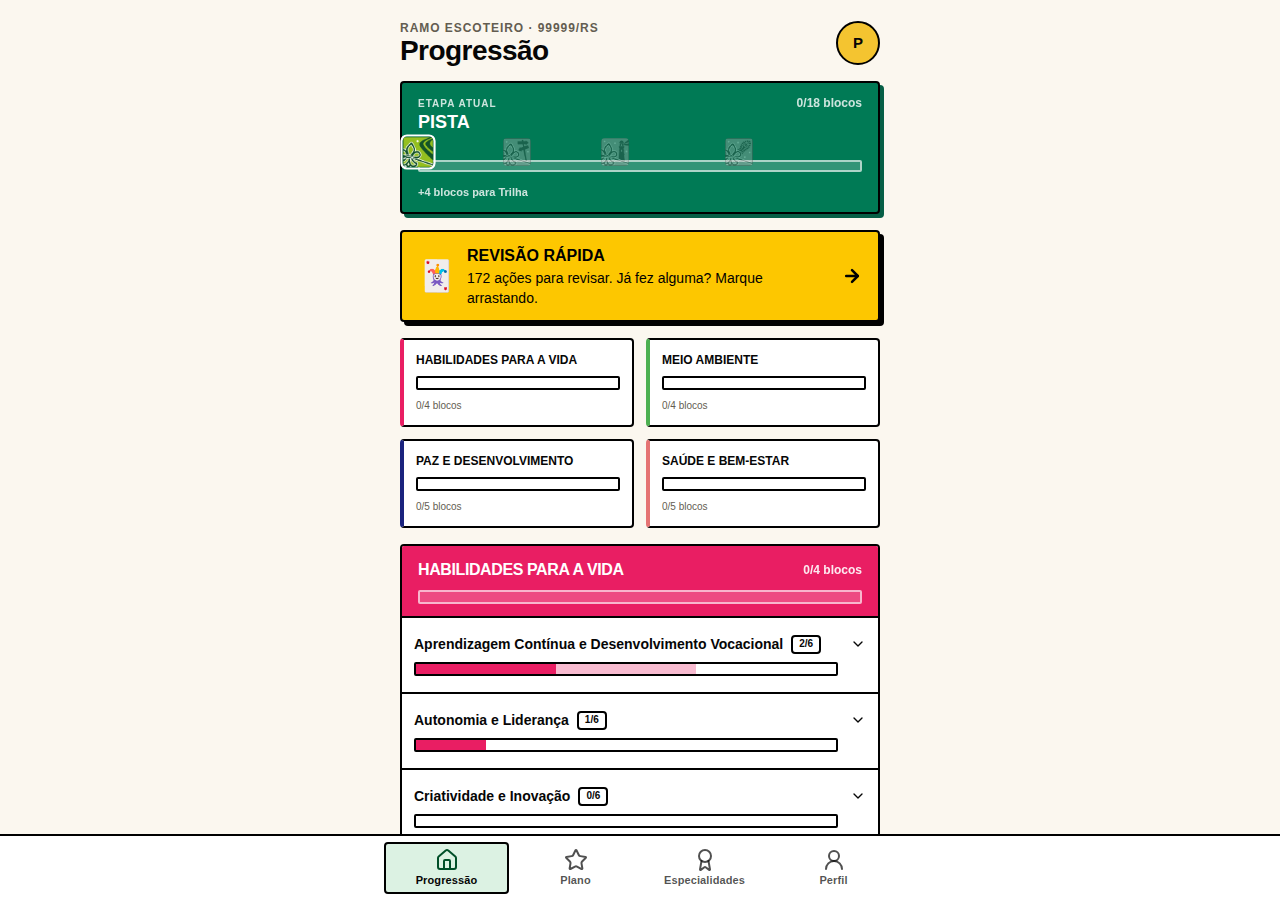 RAMO ESCOTEIRO · 99999/RS
Progressão
P
ETAPA ATUAL
0/18 blocos
PISTA
+4 blocos para Trilha
REVISÃO RÁPIDA
172 ações para revisar. Já fez alguma? Marque
arrastando.
HABILIDADES PARA A VIDA
0/4 blocos
MEIO AMBIENTE
0/4 blocos
PAZ E DESENVOLVIMENTO
0/5 blocos
SAÚDE E BEM-ESTAR
0/5 blocos
HABILIDADES PARA A VIDA
0/4 blocos
Aprendizagem Contínua e Desenvolvimento Vocacional 2/6
Autonomia e Liderança 1/6
Criatividade e Inovação 0/6
Progressão
Plano
Especialidades
Perfil